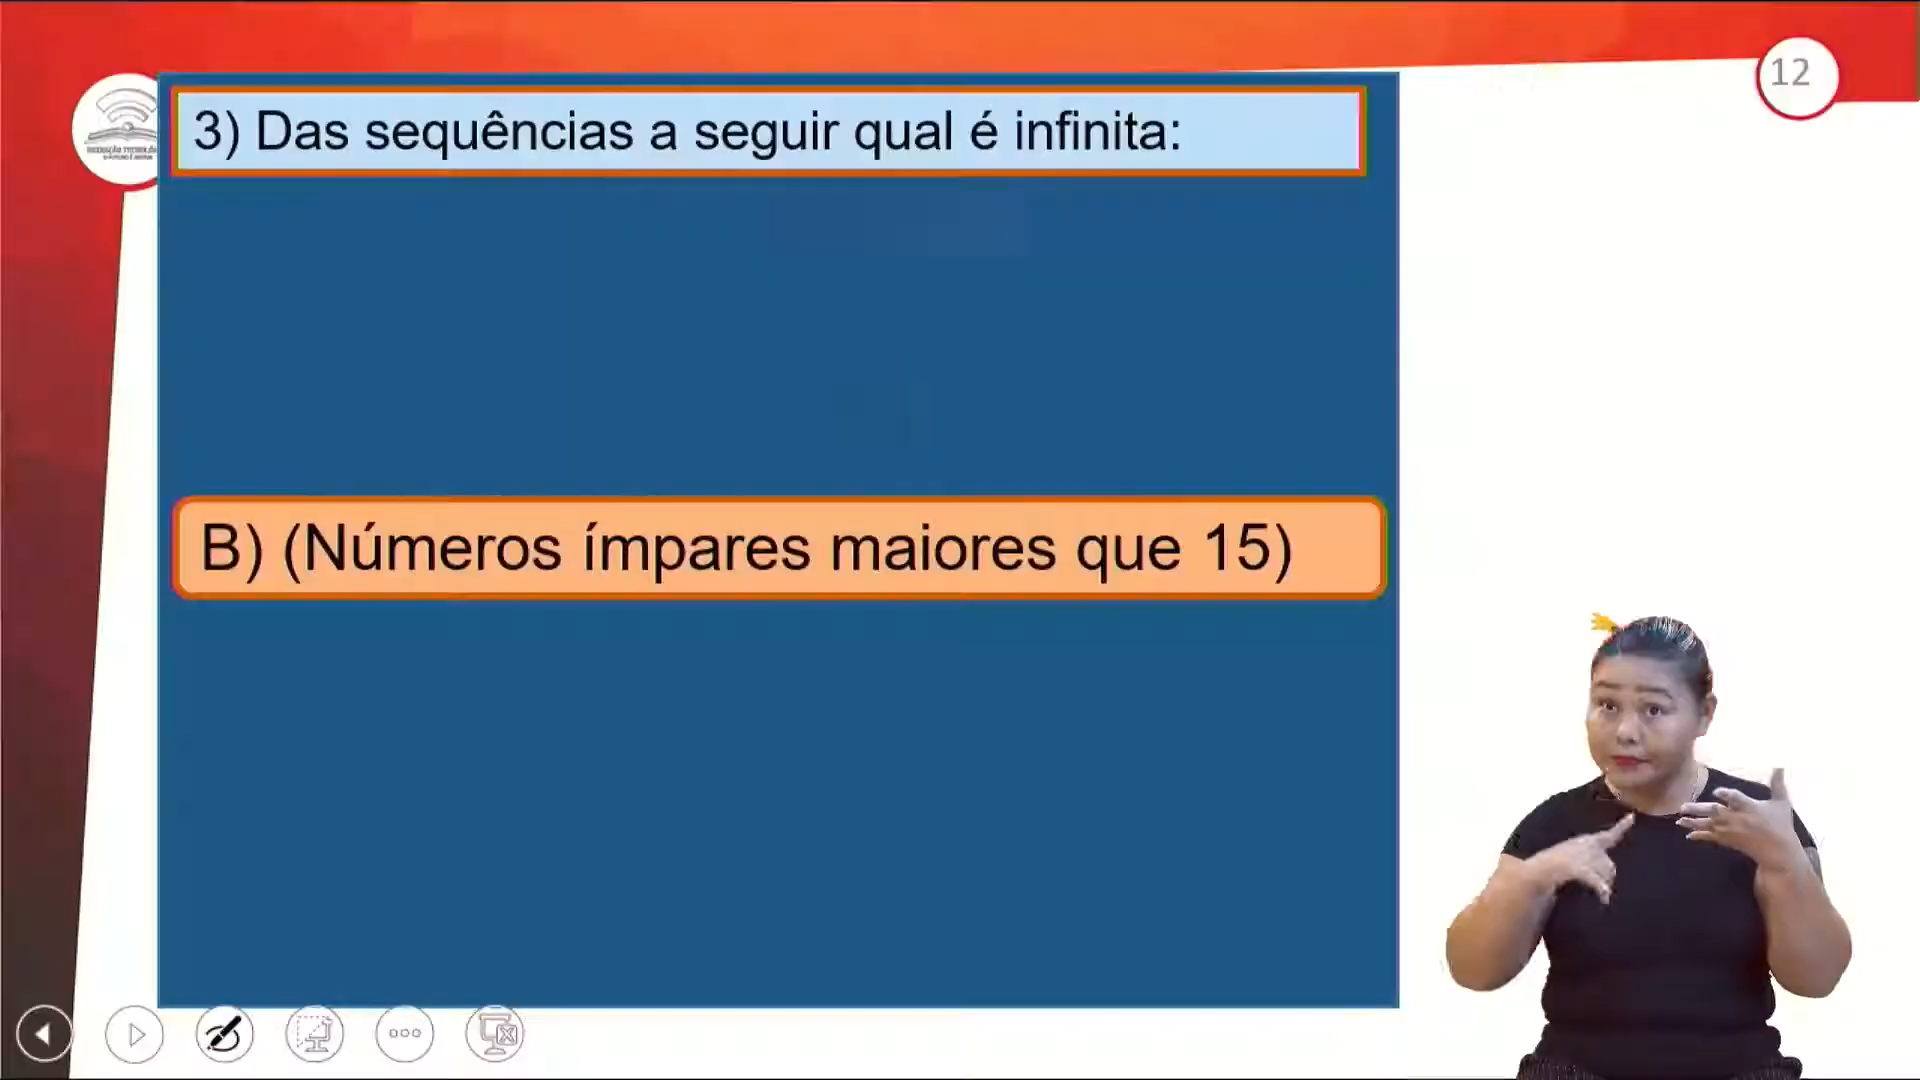 12
3) Das sequências a seguir qual é infinita:
B) (Números ímpares maiores que 15)